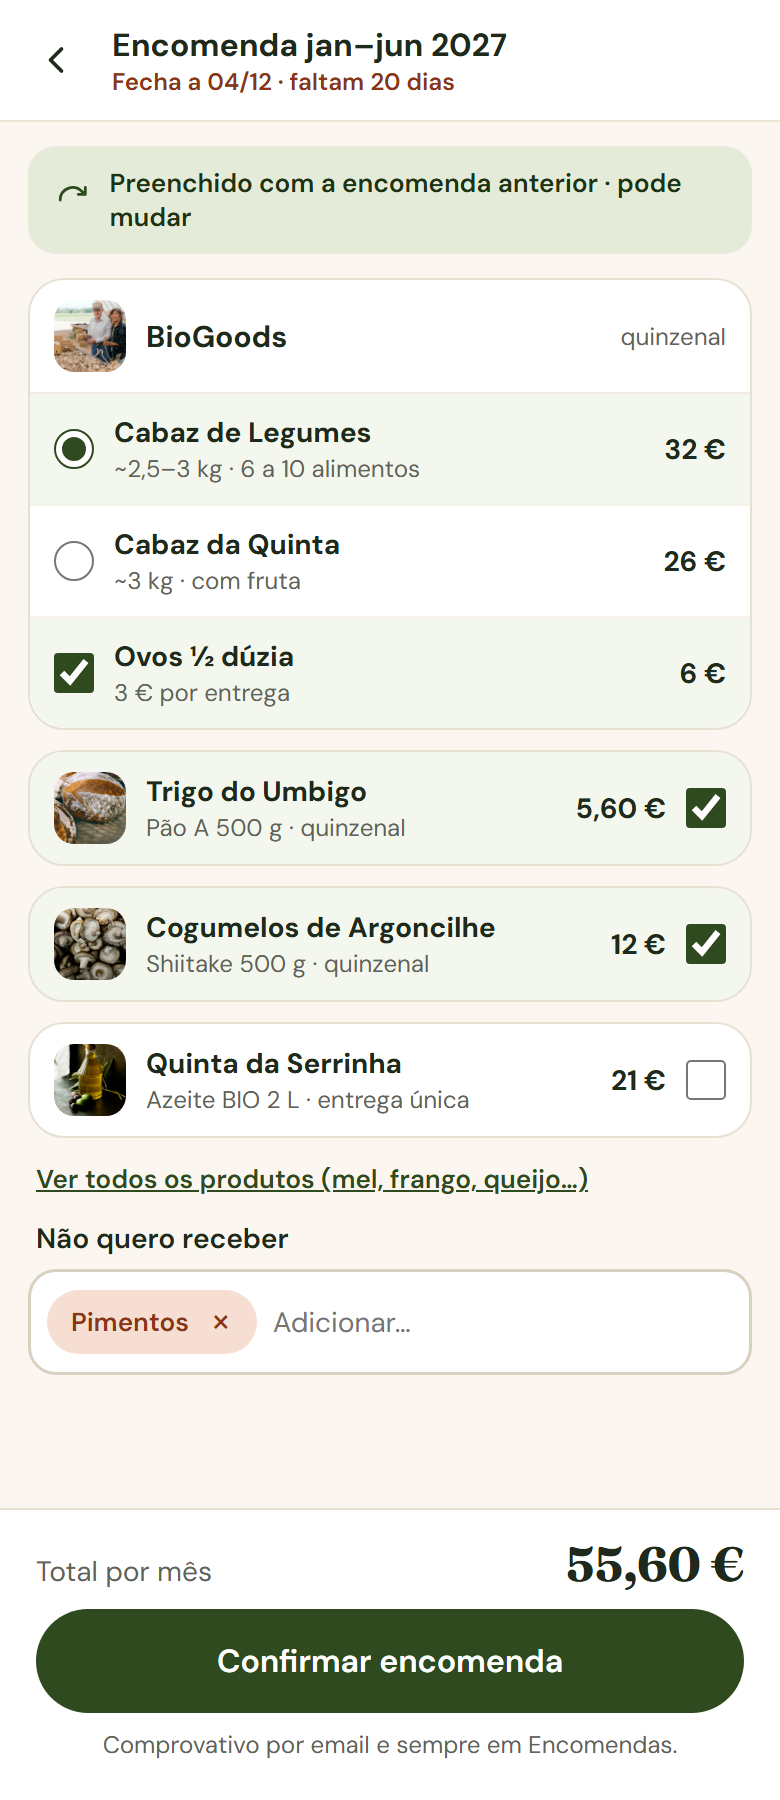 Encomenda jan–jun 2027
Fecha a 04/12 · faltam 20 dias
Preenchido com a encomenda anterior · pode
mudar
BioGoods
quinzenal
Cabaz de Legumes
~2,5–3 kg · 6 a 10 alimentos
32 €
Cabaz da Quinta
~3 kg · com fruta
26 €
Ovos ½ dúzia
3 € por entrega
6 €
Trigo do Umbigo
Pão A 500 g · quinzenal
5,60 €
Cogumelos de Argoncilhe
Shiitake 500 g · quinzenal
12 €
Quinta da Serrinha
Azeite BIO 2 L · entrega única
21 €
Ver todos os produtos (mel, frango, queijo…)
Não quero receber
Pimentos ×
Adicionar…
Total por mês
55,60 €
Confirmar encomenda
Comprovativo por email e sempre em Encomendas.